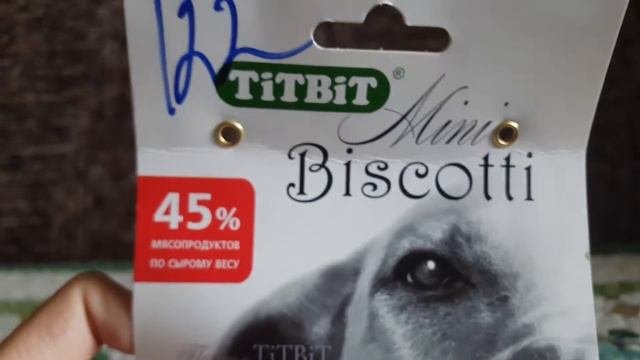 122
TiTBiT®
Mini
Biscotti
45%
МЯСОПРОДУКТОВ
ПО СЫРОМУ ВЕСУ
TiTBiT